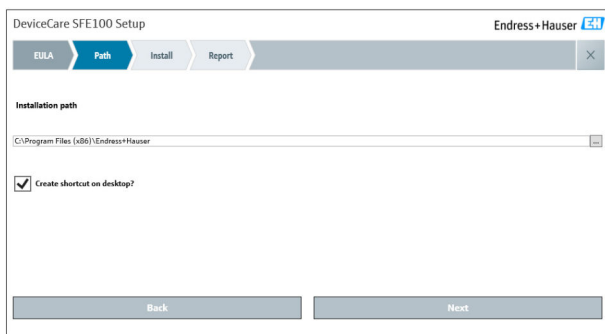 DeviceCare SFE100 Setup
Endress+Hauser EH
EULA Path Install Report
Installation path
C:\Program Files (x86)\Endress+Hauser
...
Create shortcut on desktop?
Back Next